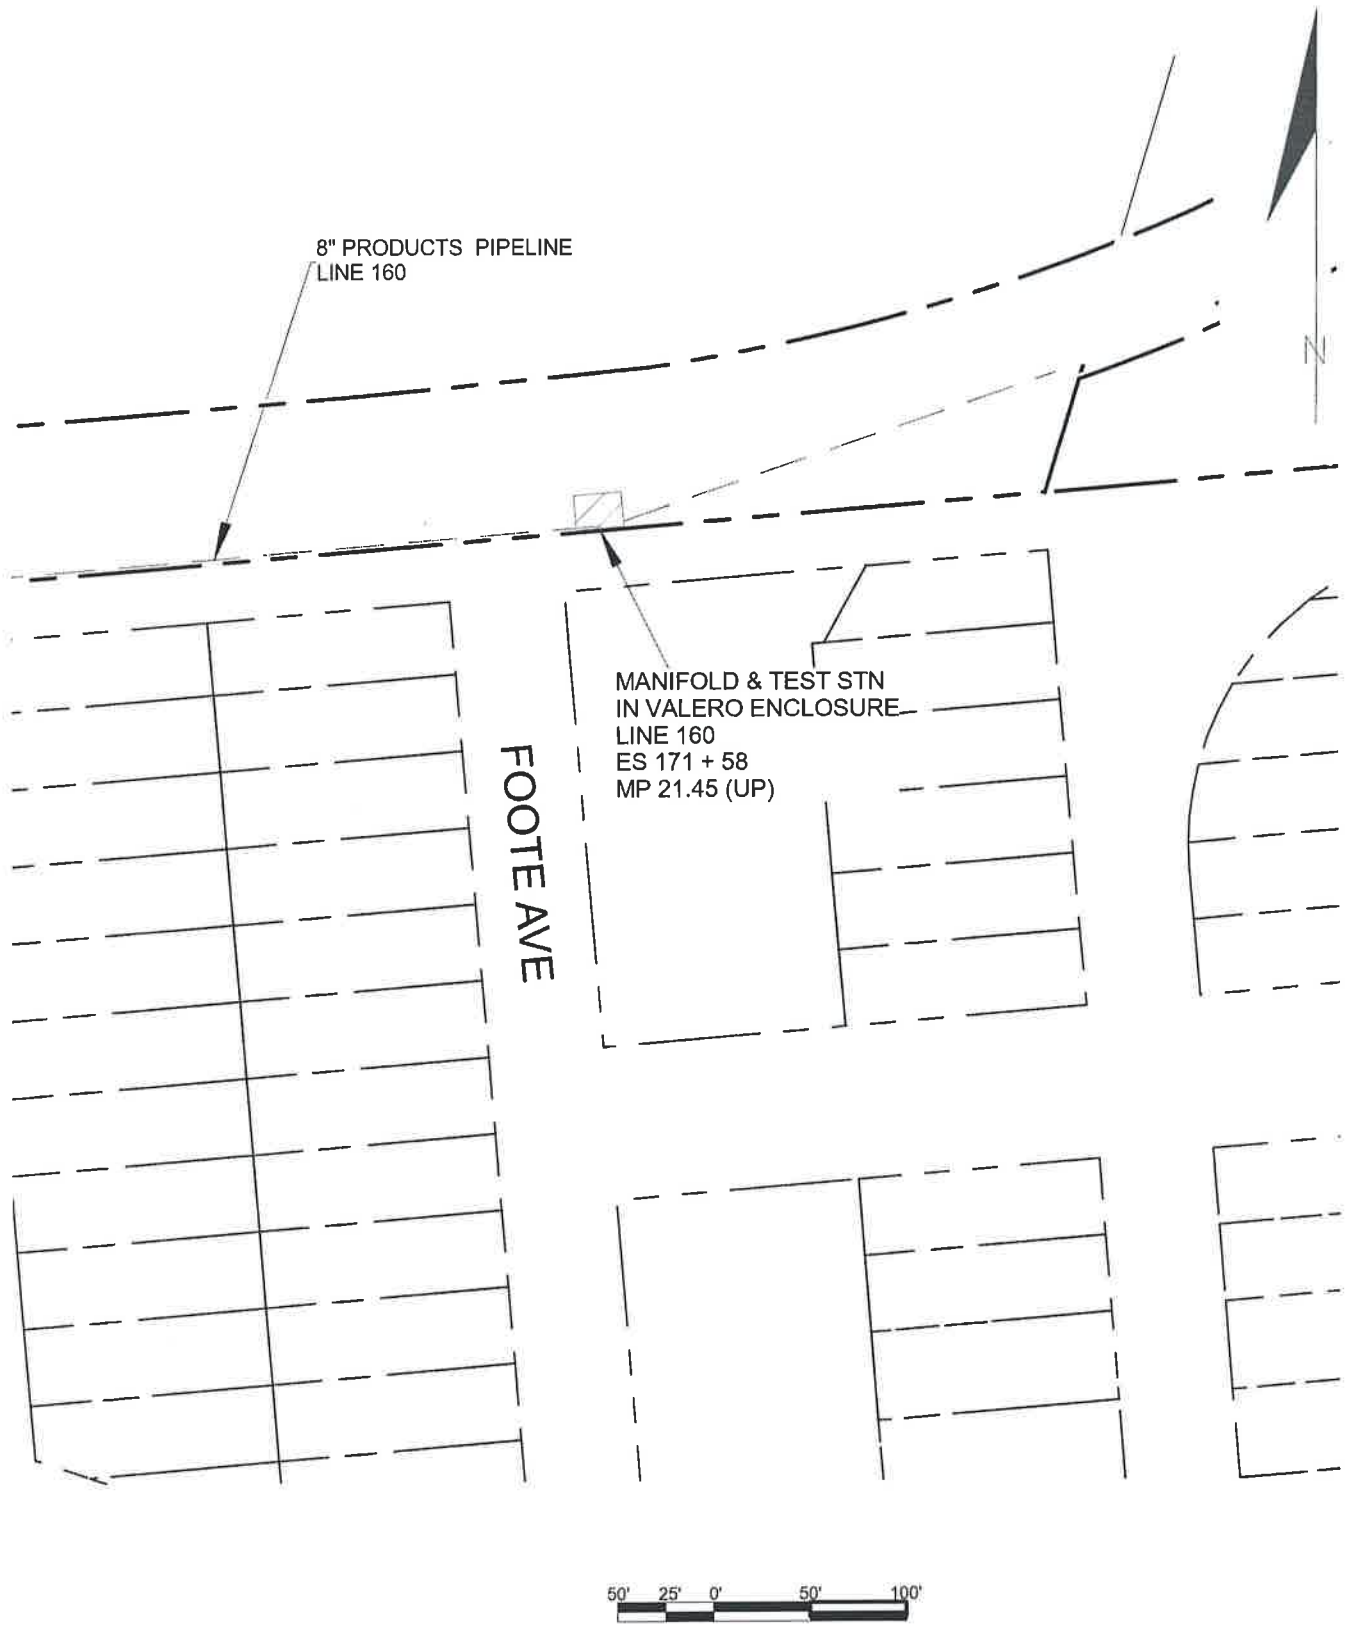 8" PRODUCTS PIPELINE
LINE 160
N
MANIFOLD & TEST STN
IN VALERO ENCLOSURE
LINE 160
ES 171 + 58
MP 21.45 (UP)
FOOTE AVE
50' 25' 0' 50' 100'